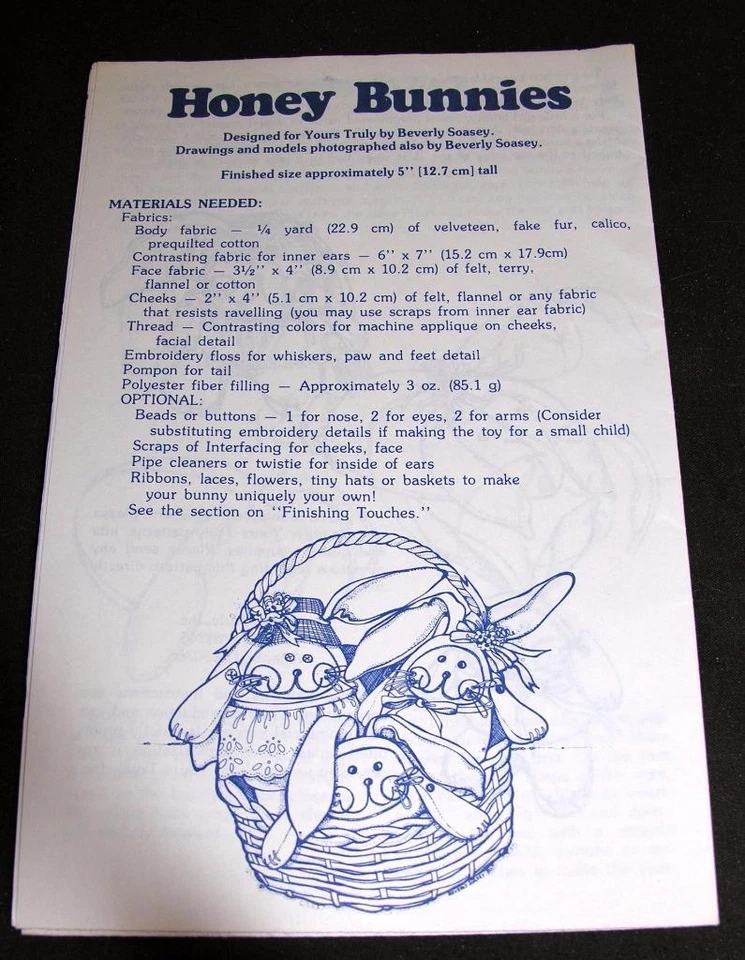 Honey Bunnies
Designed for Yours Truly by Beverly Soasey.
Drawings and models photographed also by Beverly Soasey.
Finished size approximately 5'' [12.7 cm] tall
MATERIALS NEEDED:
Fabrics:
Body fabric — ¼ yard (22.9 cm) of velveteen, fake fur, calico,
prequilted cotton
Contrasting fabric for inner ears — 6'' x 7'' (15.2 cm x 17.9cm)
Face fabric — 3½'' x 4'' (8.9 cm x 10.2 cm) of felt, terry,
flannel or cotton
Cheeks — 2'' x 4'' (5.1 cm x 10.2 cm) of felt, flannel or any fabric
that resists ravelling (you may use scraps from inner ear fabric)
Thread — Contrasting colors for machine applique on cheeks,
facial detail
Embroidery floss for whiskers, paw and feet detail
Pompon for tail
Polyester fiber filling — Approximately 3 oz. (85.1 g)
OPTIONAL:
Beads or buttons — 1 for nose, 2 for eyes, 2 for arms (Consider
substituting embroidery details if making the toy for a small child)
Scraps of Interfacing for cheeks, face
Pipe cleaners or twistie for inside of ears
Ribbons, laces, flowers, tiny hats or baskets to make
your bunny uniquely your own!
See the section on ''Finishing Touches.''